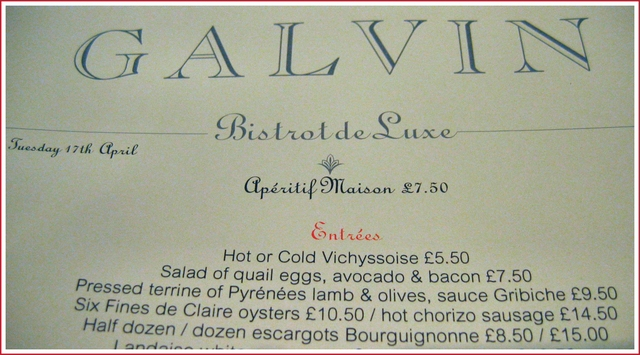 GALVIN
Bistrot de Luxe
Tuesday 17th April
Apéritif Maison £7.50
Entrées
Hot or Cold Vichyssoise £5.50
Salad of quail eggs, avocado & bacon £7.50
Pressed terrine of Pyrénées lamb & olives, sauce Gribiche £9.50
Six Fines de Claire oysters £10.50 / hot chorizo sausage £14.50
Half dozen / dozen escargots Bourguignonne £8.50 / £15.00
Landaise